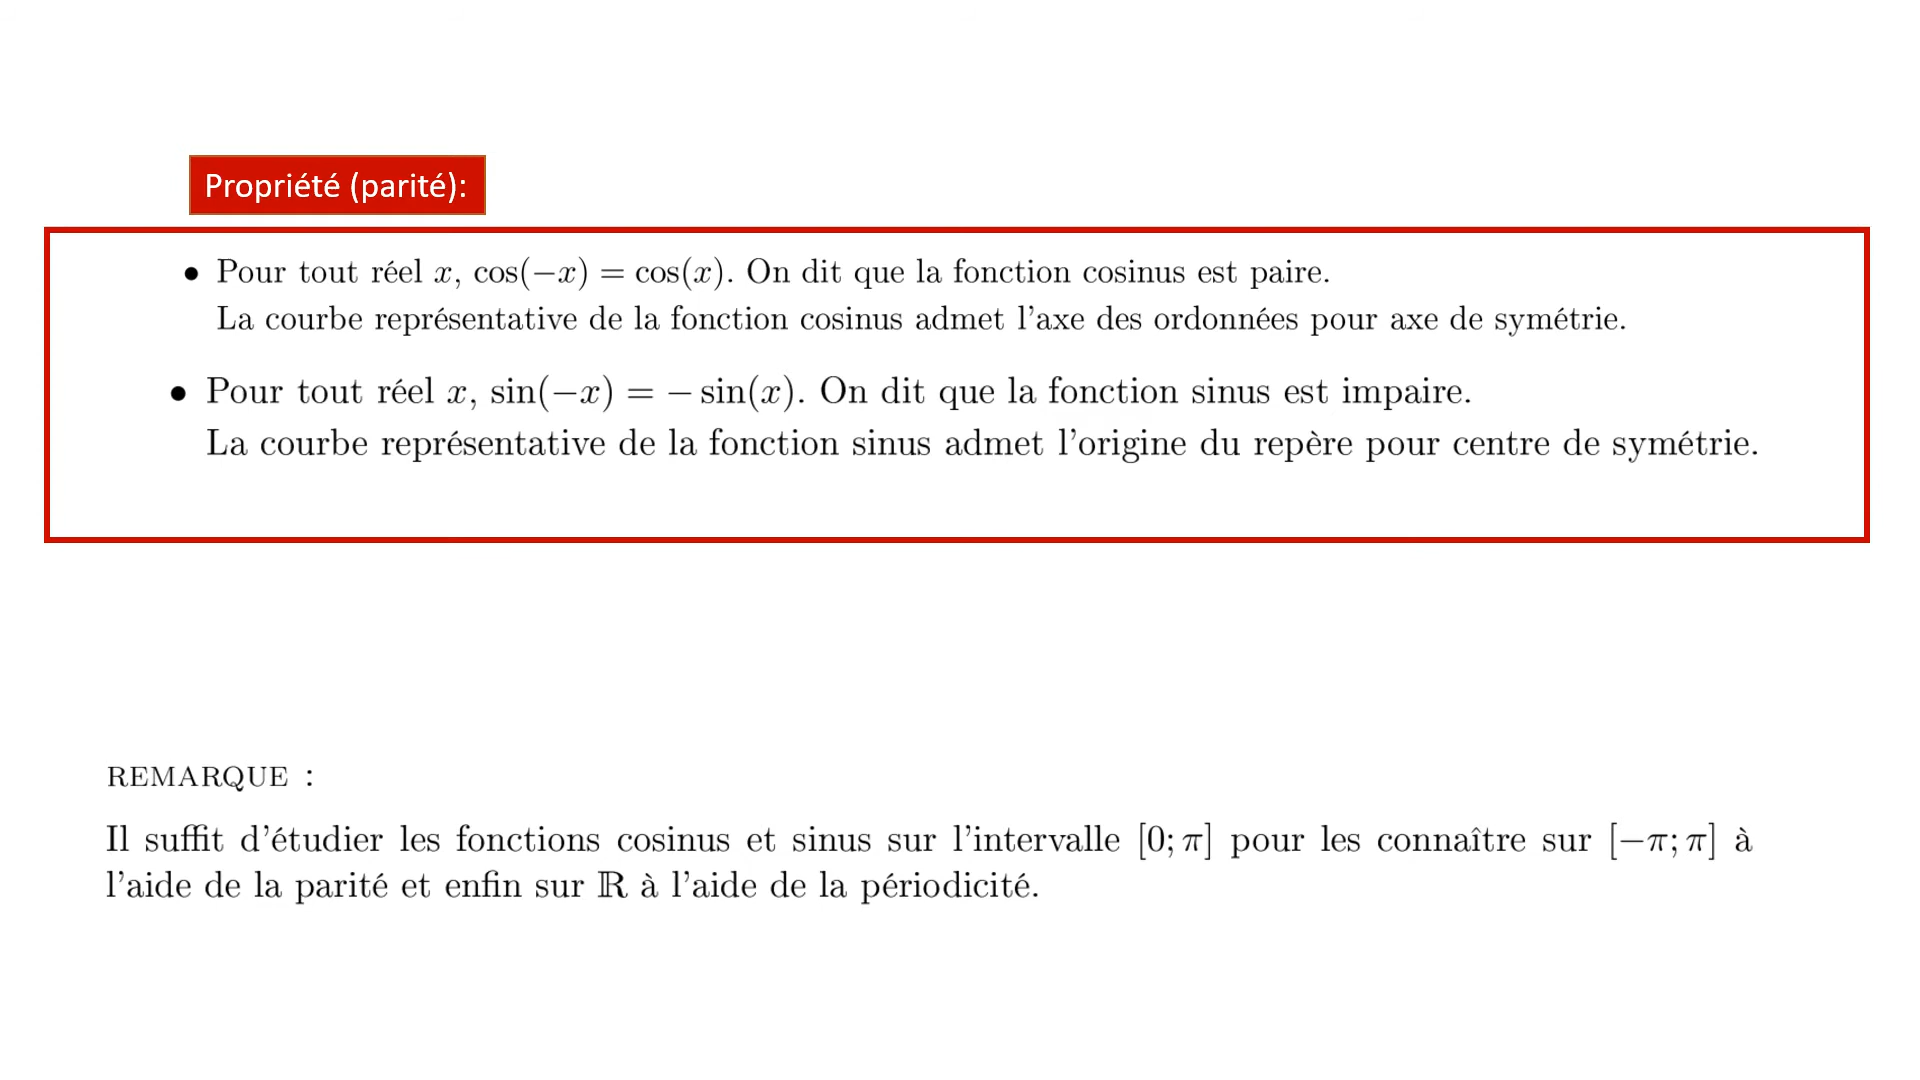 Propriété (parité):
• Pour tout réel x, cos(−x) = cos(x). On dit que la fonction cosinus est paire.
La courbe représentative de la fonction cosinus admet l'axe des ordonnées pour axe de symétrie.
• Pour tout réel x, sin(−x) = − sin(x). On dit que la fonction sinus est impaire.
La courbe représentative de la fonction sinus admet l'origine du repère pour centre de symétrie.
REMARQUE :
Il suffit d'étudier les fonctions cosinus et sinus sur l'intervalle [0; π] pour les connaître sur [−π; π] à
l'aide de la parité et enfin sur ℝ à l'aide de la périodicité.